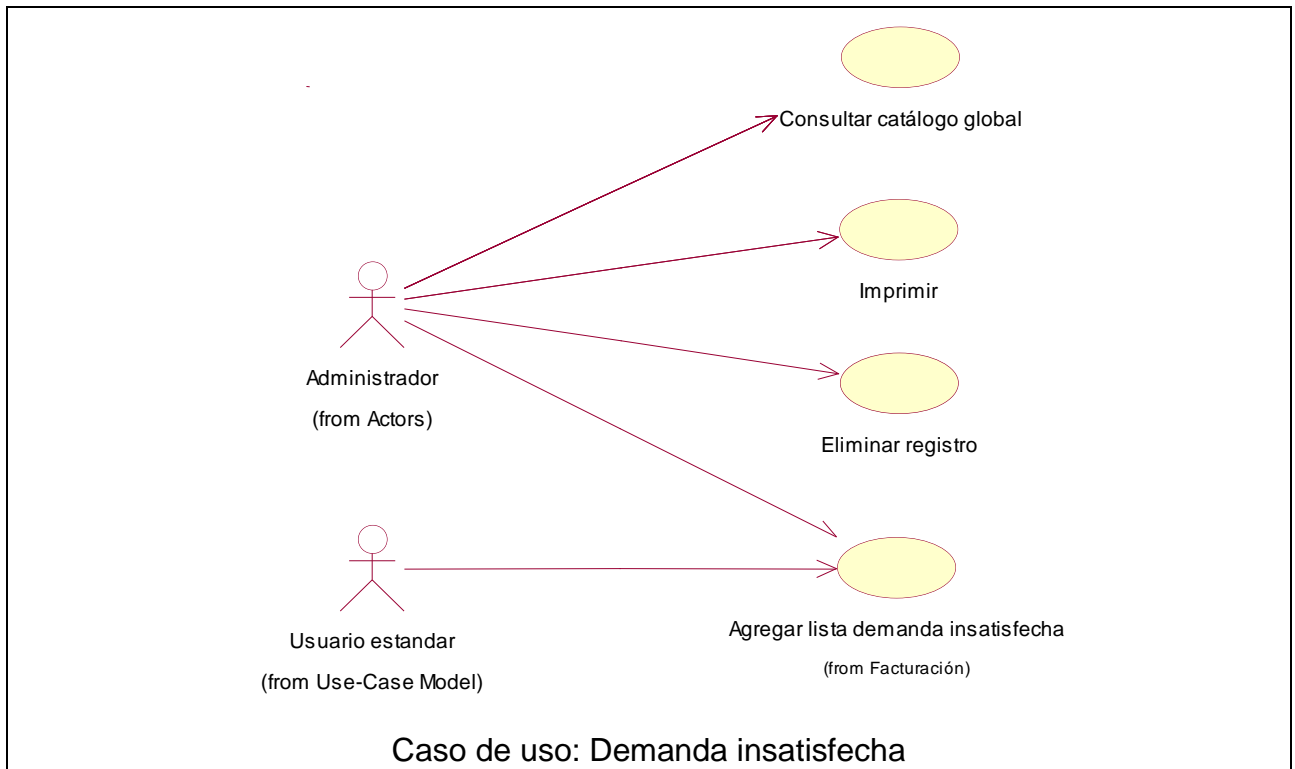 Consultar catálogo global
Imprimir
Administrador
(from Actors)
Eliminar registro
Usuario estandar
(from Use-Case Model)
Agregar lista demanda insatisfecha
(from Facturación)
Caso de uso: Demanda insatisfecha